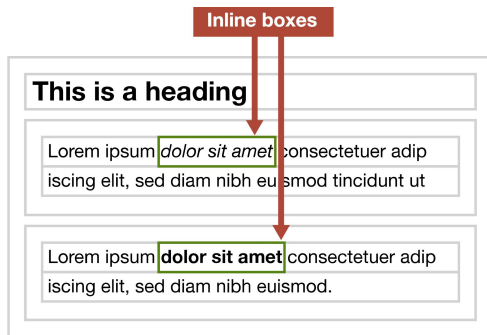 Inline boxes
This is a heading
Lorem ipsum dolor sit amet consectetuer adip
iscing elit, sed diam nibh euismod tincidunt ut
Lorem ipsum dolor sit amet consectetuer adip
iscing elit, sed diam nibh euismod.